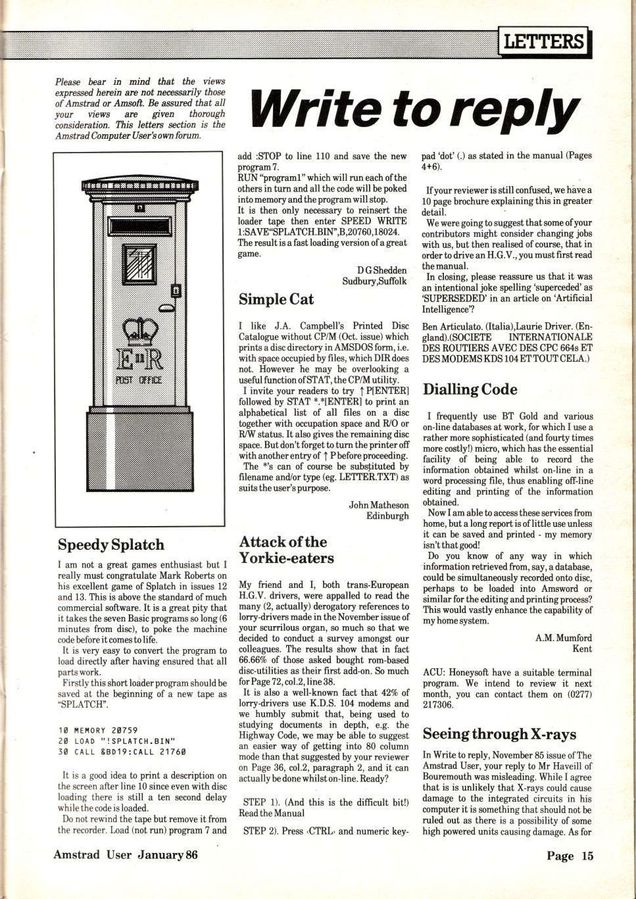 LETTERS
Please bear in mind that the views
expressed herein are not necessarily those
of Amstrad or Amsoft. Be assured that all
your views are given thorough
consideration. This letters section is the
Amstrad Computer User's own forum.
Write to reply
E II R
POST OFFICE
Speedy Splatch
I am not a great games enthusiast but I
really must congratulate Mark Roberts on
his excellent game of Splatch in issues 12
and 13. This is above the standard of much
commercial software. It is a great pity that
it takes the seven Basic programs so long (6
minutes from disc), to poke the machine
code before it comes to life.
It is very easy to convert the program to
load directly after having ensured that all
parts work.
Firstly this short loader program should be
saved at the beginning of a new tape as
"SPLATCH".
10 MEMORY 20759
20 LOAD "!SPLATCH.BIN"
30 CALL &BD19:CALL 21760
It is a good idea to print a description on
the screen after line 10 since even with disc
loading there is still a ten second delay
while the code is loaded.
Do not rewind the tape but remove it from
the recorder. Load (not run) program 7 and
add :STOP to line 110 and save the new
program 7.
RUN "program1" which will run each of the
others in turn and all the code will be poked
into memory and the program will stop.
It is then only necessary to reinsert the
loader tape then enter SPEED WRITE
1:SAVE"SPLATCH.BIN",B,20760,18024.
The result is a fast loading version of a great
game.
D G Shedden
Sudbury,Suffolk
Simple Cat
I like J.A. Campbell's Printed Disc
Catalogue without CP/M (Oct. issue) which
prints a disc directory in AMSDOS form, i.e.
with space occupied by files, which DIR does
not. However he may be overlooking a
useful function of STAT, the CP/M utility.
I invite your readers to try ↑ P[ENTER]
followed by STAT *.*[ENTER] to print an
alphabetical list of all files on a disc
together with occupation space and R/O or
R/W status. It also gives the remaining disc
space. But don't forget to turn the printer off
with another entry of ↑ P before proceeding.
The *'s can of course be substituted by
filename and/or type (eg. LETTER.TXT) as
suits the user's purpose.
John Matheson
Edinburgh
Attack of the
Yorkie-eaters
My friend and I, both trans-European
H.G.V. drivers, were appalled to read the
many (2, actually) derogatory references to
lorry-drivers made in the November issue of
your scurrilous organ, so much so that we
decided to conduct a survey amongst our
colleagues. The results show that in fact
66.66% of those asked bought rom-based
disc-utilities as their first add-on. So much
for Page 72, col.2, line 38.
It is also a well-known fact that 42% of
lorry-drivers use K.D.S. 104 modems and
we humbly submit that, being used to
studying documents in depth, e.g. the
Highway Code, we may be able to suggest
an easier way of getting into 80 column
mode than that suggested by your reviewer
on Page 36, col.2, paragraph 2, and it can
actually be done whilst on-line. Ready?
STEP 1). (And this is the difficult bit!)
Read the Manual
STEP 2). Press ‹CTRL› and numeric key-
pad 'dot' (.) as stated in the manual (Pages
4+6).
If your reviewer is still confused, we have a
10 page brochure explaining this in greater
detail.
We were going to suggest that some of your
contributors might consider changing jobs
with us, but then realised of course, that in
order to drive an H.G.V., you must first read
the manual.
In closing, please reassure us that it was
an intentional joke spelling 'superceded' as
'SUPERSEDED' in an article on 'Artificial
Intelligence'?
Ben Articulato. (Italia),Laurie Driver. (En-
gland).(SOCIETE INTERNATIONALE
DES ROUTIERS AVEC DES CPC 664s ET
DES MODEMS KDS 104 ET TOUT CELA.)
Dialling Code
I frequently use BT Gold and various
on-line databases at work, for which I use a
rather more sophisticated (and fourty times
more costly!) micro, which has the essential
facility of being able to record the
information obtained whilst on-line in a
word processing file, thus enabling off-line
editing and printing of the information
obtained.
Now I am able to access these services from
home, but a long report is of little use unless
it can be saved and printed - my memory
isn't that good!
Do you know of any way in which
information retrieved from, say, a database,
could be simultaneously recorded onto disc,
perhaps to be loaded into Amsword or
similar for the editing and printing process?
This would vastly enhance the capability of
my home system.
A.M. Mumford
Kent
ACU: Honeysoft have a suitable terminal
program. We intend to review it next
month, you can contact them on (0277)
217306.
Seeing through X-rays
In Write to reply, November 85 issue of The
Amstrad User, your reply to Mr Haveill of
Bouremouth was misleading. While I agree
that is is unlikely that X-rays could cause
damage to the integrated circuits in his
computer it is something that should not be
ruled out as there is a possibility of some
high powered units causing damage. As for
Amstrad User January 86
Page 15